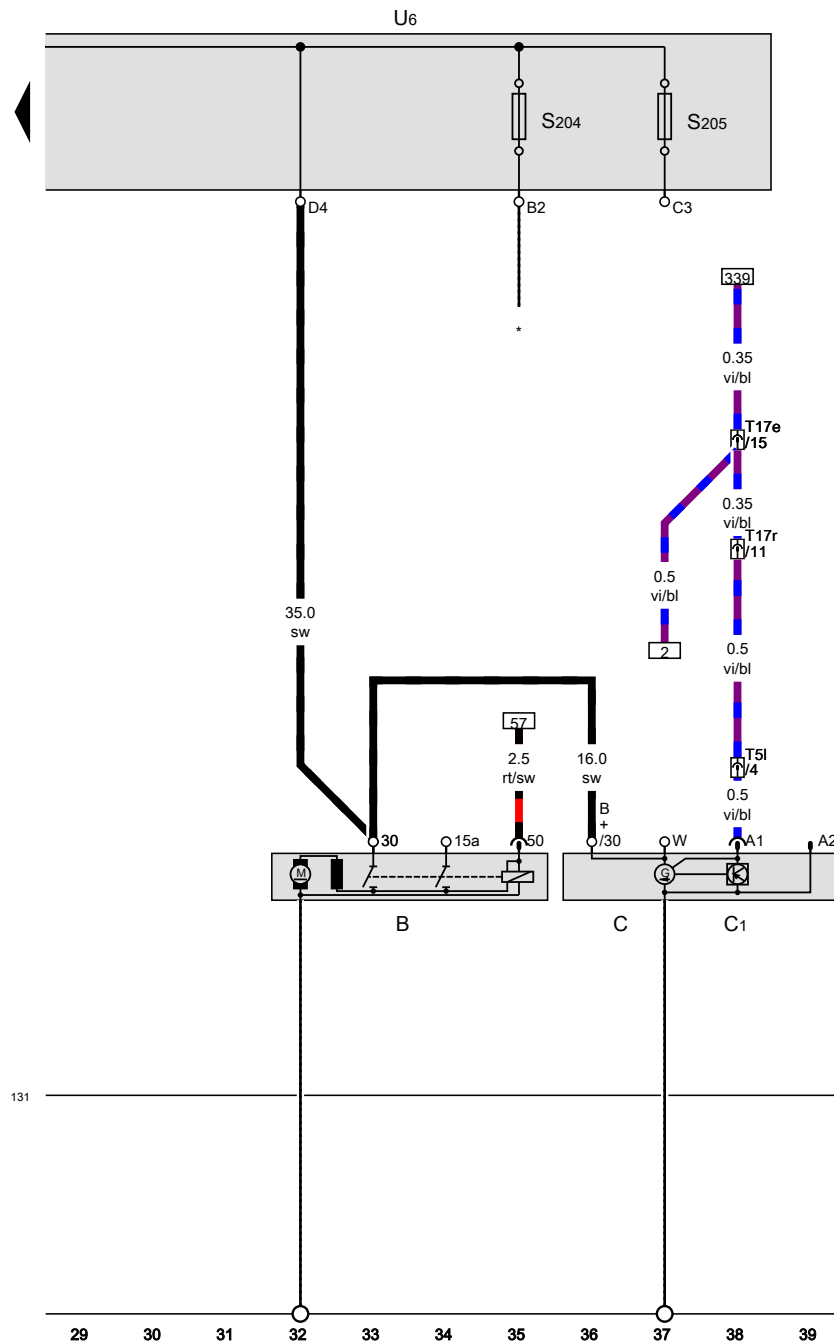 U6
S204
S205
D4
B2
C3
*
339
0.35
vi/bl
T17e
/15
0.35
vi/bl
T17r
/11
0.5
vi/bl
2
35.0
sw
0.5
vi/bl
57
2.5
rt/sw
16.0
sw
T5l
/4
0.5
vi/bl
B
+
/30
30
15a
50
W
A1
A2
M
G
B
C
C1
131
29 30 31 32 33 34 35 36 37 38 39